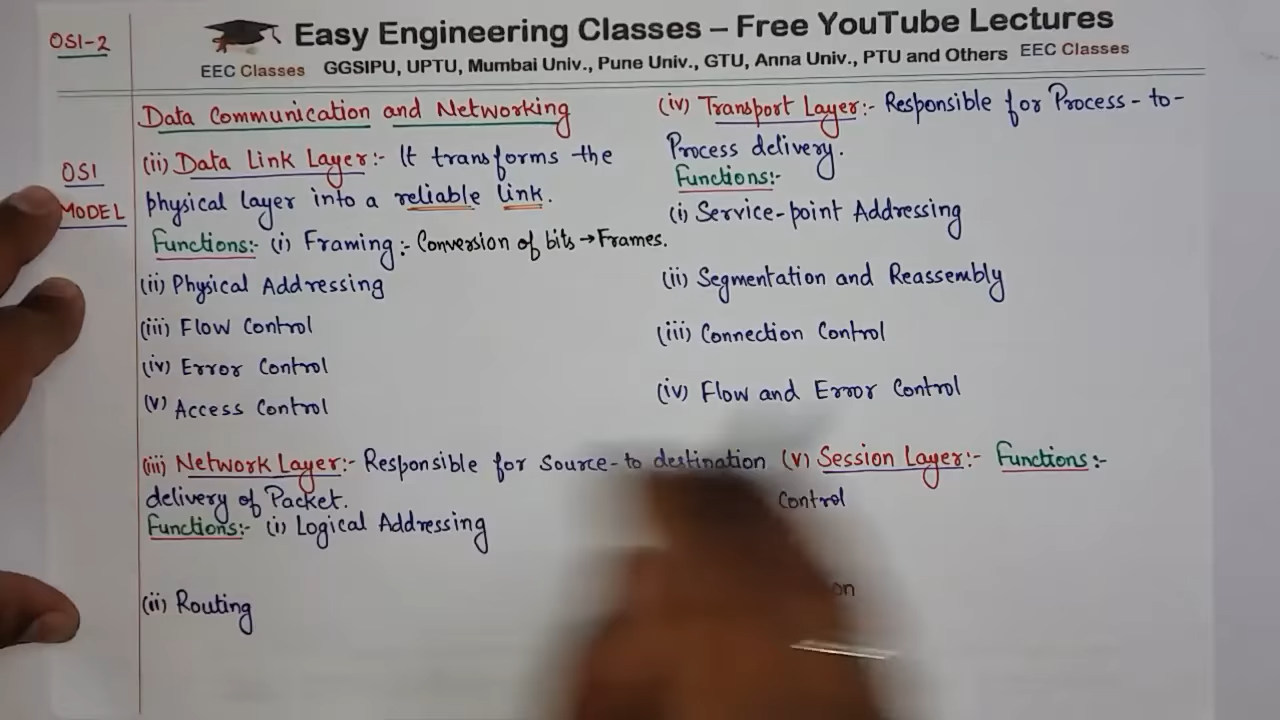 OSI-2
Easy Engineering Classes – Free YouTube Lectures
EEC Classes
GGSIPU, UPTU, Mumbai Univ., Pune Univ., GTU, Anna Univ., PTU and Others
EEC Classes
OSI
MODEL
Data Communication and Networking
(ii) Data Link Layer:- It transforms the
physical layer into a reliable link.
Functions:- (i) Framing:- Conversion of bits → Frames.
(ii) Physical Addressing
(iii) Flow Control
(iv) Error Control
(v) Access Control
(iii) Network Layer:- Responsible for Source-to destination
delivery of Packet.
Functions:- (i) Logical Addressing
(ii) Routing
(iv) Transport Layer:- Responsible for Process-to-
Process delivery.
Functions:-
(i) Service-point Addressing
(ii) Segmentation and Reassembly
(iii) Connection Control
(iv) Flow and Error Control
(v) Session Layer:- Functions:-
Control